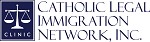 CATHOLIC LEGAL
IMMIGRATION
NETWORK, INC.
CLINIC